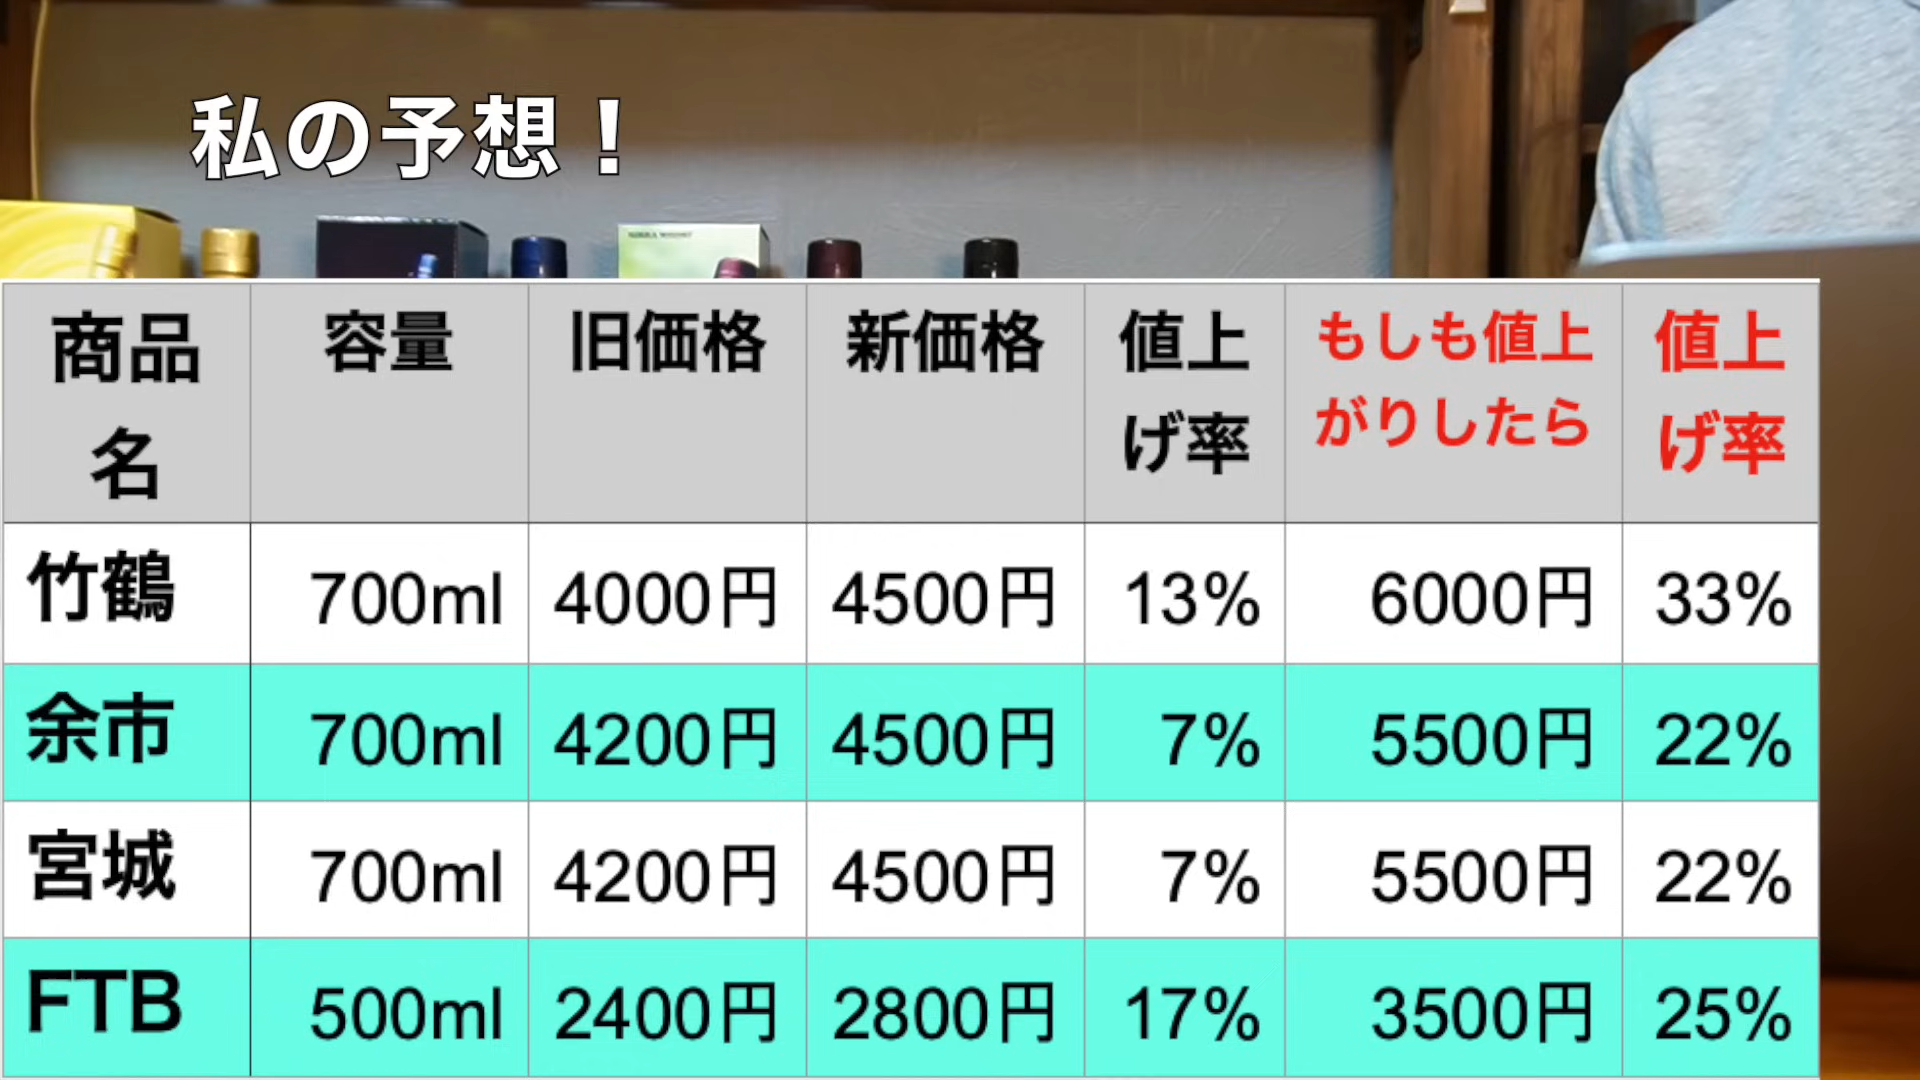 私の予想！
商品名 容量 旧価格 新価格 値上げ率 もしも値上がりしたら 値上げ率
竹鶴 700ml 4000円 4500円 13% 6000円 33%
余市 700ml 4200円 4500円 7% 5500円 22%
宮城 700ml 4200円 4500円 7% 5500円 22%
FTB 500ml 2400円 2800円 17% 3500円 25%